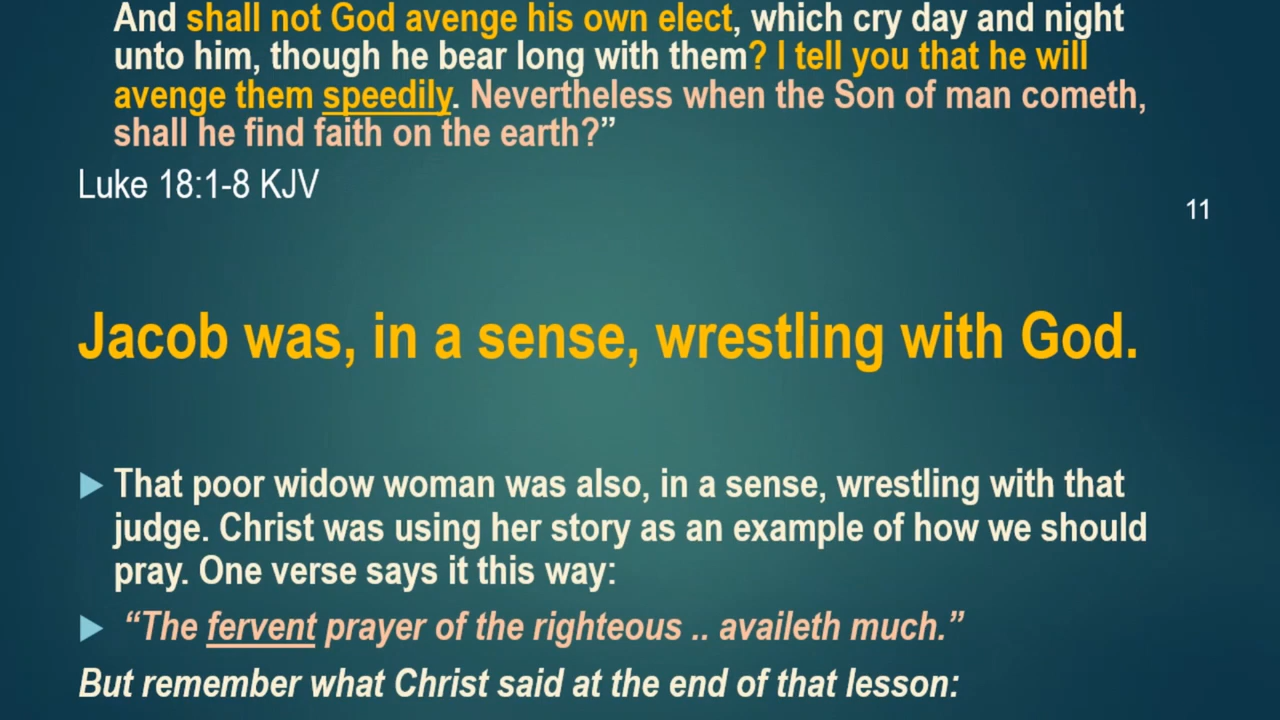 And shall not God avenge his own elect, which cry day and night
unto him, though he bear long with them? I tell you that he will
avenge them speedily. Nevertheless when the Son of man cometh,
shall he find faith on the earth?”
Luke 18:1-8 KJV
11
Jacob was, in a sense, wrestling with God.
That poor widow woman was also, in a sense, wrestling with that
judge. Christ was using her story as an example of how we should
pray. One verse says it this way:
“The fervent prayer of the righteous .. availeth much.”
But remember what Christ said at the end of that lesson: